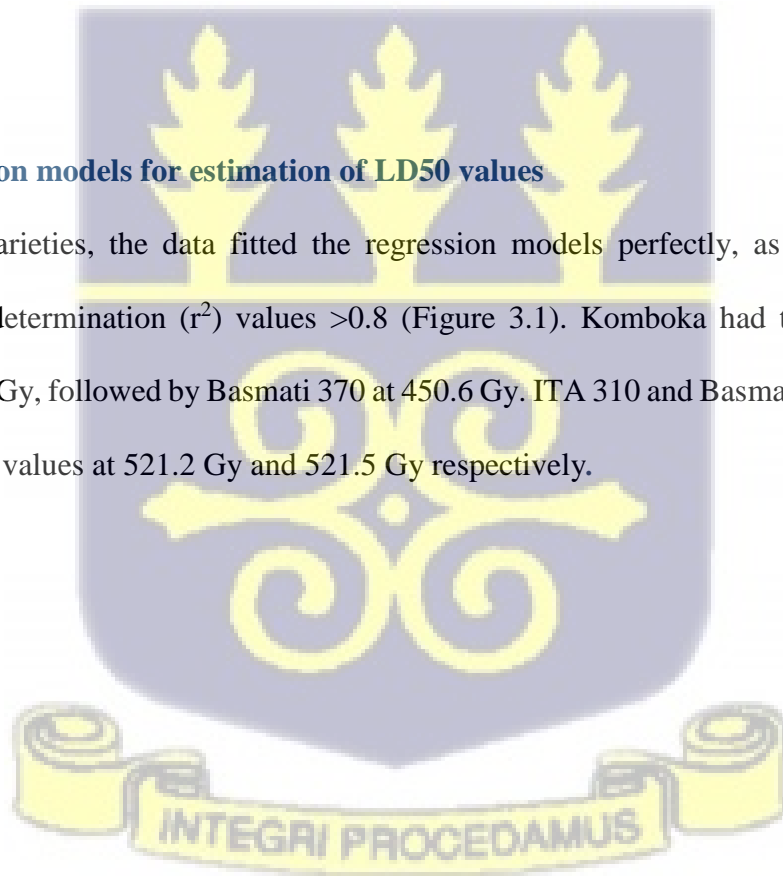 on models for estimation of LD50 values
arieties, the data fitted the regression models perfectly, as
determination (r²) values >0.8 (Figure 3.1). Komboka had t
Gy, followed by Basmati 370 at 450.6 Gy. ITA 310 and Basma
values at 521.2 Gy and 521.5 Gy respectively.
INTEGRI PROCEDAMUS